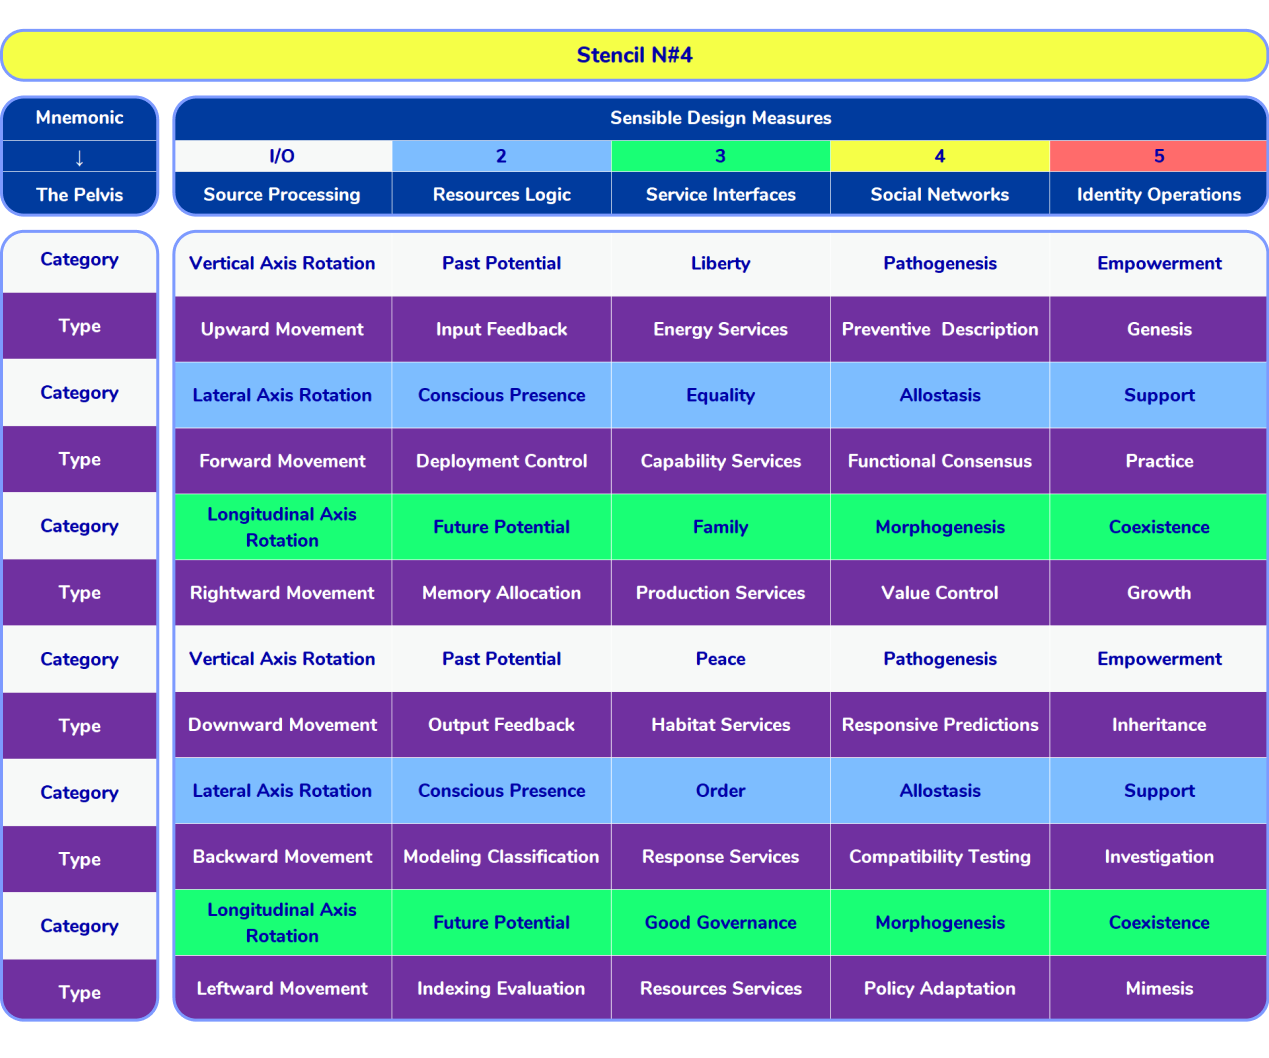 Stencil N#4
Mnemonic
Sensible Design Measures
↓
I/O
2
3
4
5
The Pelvis
Source Processing
Resources Logic
Service Interfaces
Social Networks
Identity Operations
Category
Vertical Axis Rotation
Past Potential
Liberty
Pathogenesis
Empowerment
Type
Upward Movement
Input Feedback
Energy Services
Preventive  Description
Genesis
Category
Lateral Axis Rotation
Conscious Presence
Equality
Allostasis
Support
Type
Forward Movement
Deployment Control
Capability Services
Functional Consensus
Practice
Category
Longitudinal Axis
Rotation
Future Potential
Family
Morphogenesis
Coexistence
Type
Rightward Movement
Memory Allocation
Production Services
Value Control
Growth
Category
Vertical Axis Rotation
Past Potential
Peace
Pathogenesis
Empowerment
Type
Downward Movement
Output Feedback
Habitat Services
Responsive Predictions
Inheritance
Category
Lateral Axis Rotation
Conscious Presence
Order
Allostasis
Support
Type
Backward Movement
Modeling Classification
Response Services
Compatibility Testing
Investigation
Category
Longitudinal Axis
Rotation
Future Potential
Good Governance
Morphogenesis
Coexistence
Type
Leftward Movement
Indexing Evaluation
Resources Services
Policy Adaptation
Mimesis